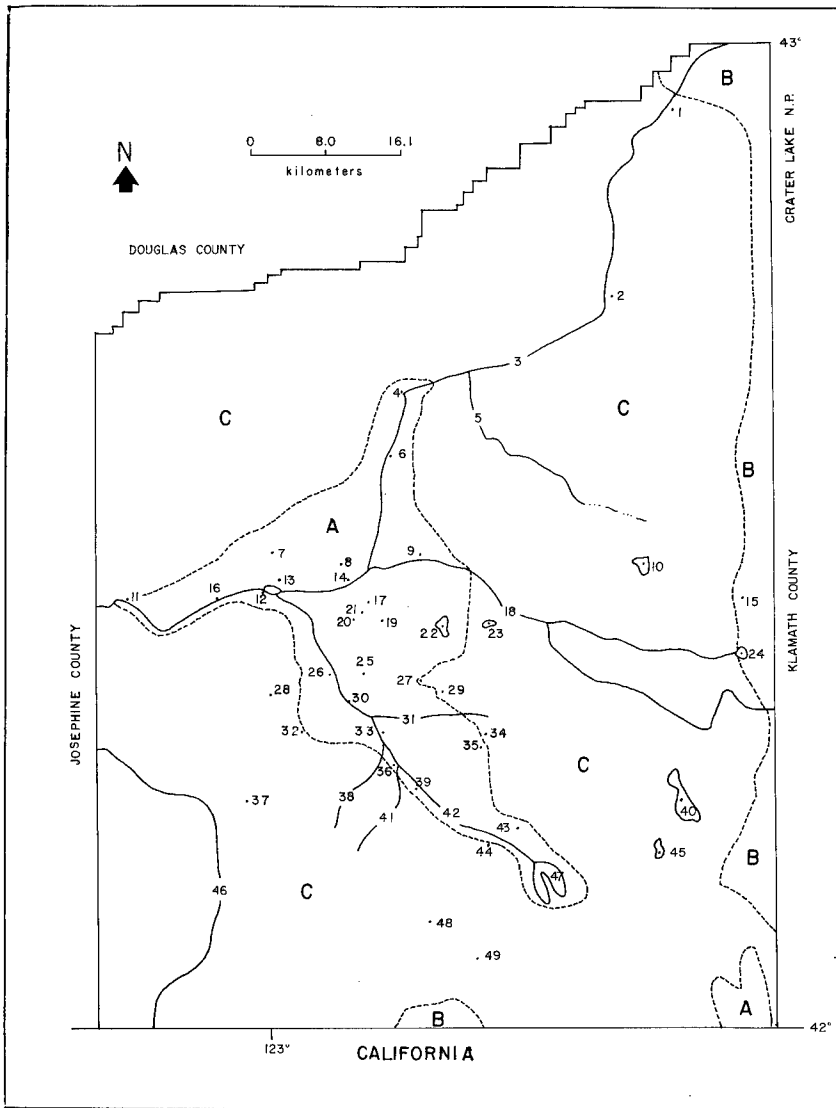 43°
B
CRATER LAKE N.P.
1
0 8.0 16.1
kilometers
N
DOUGLAS COUNTY
2
3
4
C
C
5
6
B
A
7
8
9
10
KLAMATH COUNTY
11
16
12
13
14
15
17
21
20
19
22
23
18
24
JOSEPHINE COUNTY
28
26
25
27
29
30
31
32
33
34
35
36
C
37
38
39
40
41
42
43
44
45
B
46
C
47
48
49
A
B
42°
123°
CALIFORNIA